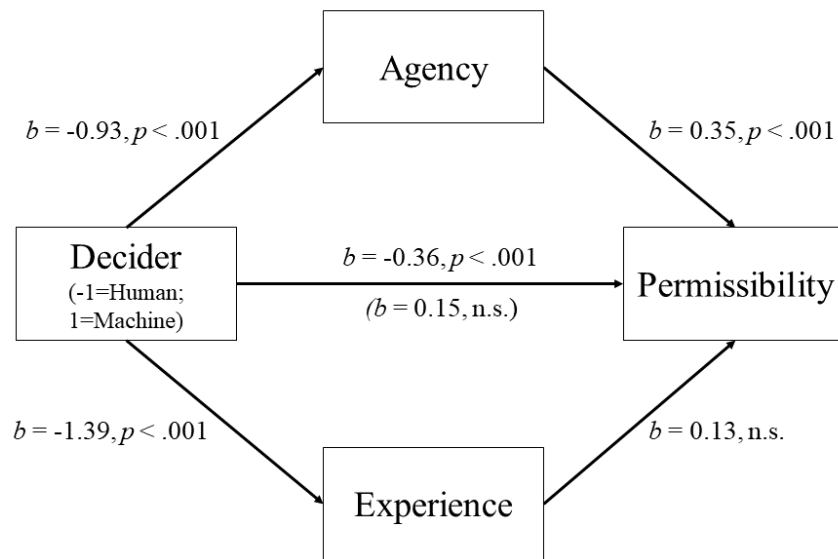 Agency
b = -0.93, p < .001
b = 0.35, p < .001
Decider
(-1=Human;
1=Machine)
b = -0.36, p < .001
(b = 0.15, n.s.)
Permissibility
b = -1.39, p < .001
b = 0.13, n.s.
Experience